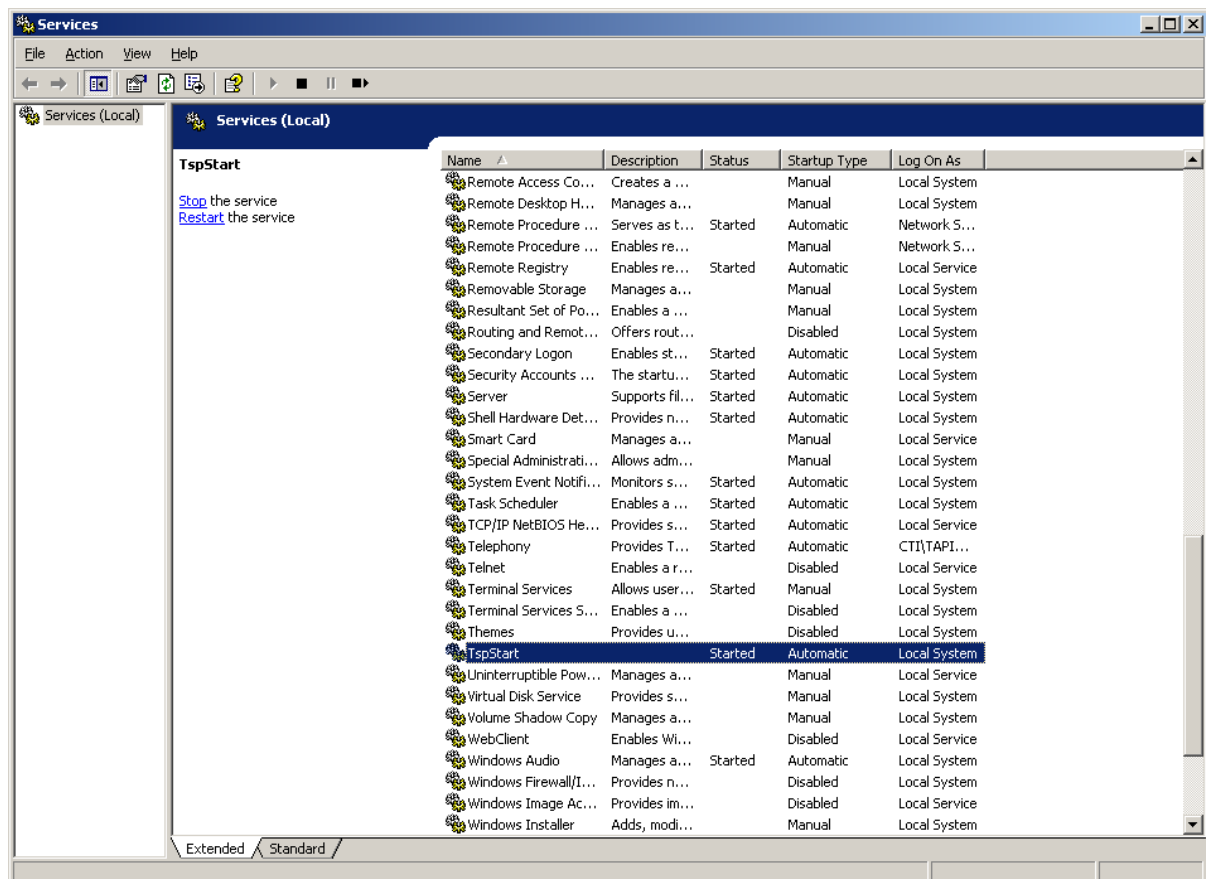 Services
File Action View Help
Services (Local)
Services (Local)
TspStart
Stop the service
Restart the service
Name Description Status Startup Type Log On As
Remote Access Co... Creates a ... Manual Local System
Remote Desktop H... Manages a... Manual Local System
Remote Procedure ... Serves as t... Started Automatic Network S...
Remote Procedure ... Enables re... Manual Network S...
Remote Registry Enables re... Started Automatic Local Service
Removable Storage Manages a... Manual Local System
Resultant Set of Po... Enables a ... Manual Local System
Routing and Remot... Offers rout... Disabled Local System
Secondary Logon Enables st... Started Automatic Local System
Security Accounts ... The startu... Started Automatic Local System
Server Supports fil... Started Automatic Local System
Shell Hardware Det... Provides n... Started Automatic Local System
Smart Card Manages a... Manual Local Service
Special Administrati... Allows adm... Manual Local System
System Event Notifi... Monitors s... Started Automatic Local System
Task Scheduler Enables a ... Started Automatic Local System
TCP/IP NetBIOS He... Provides s... Started Automatic Local Service
Telephony Provides T... Started Automatic CTI\TAPI...
Telnet Enables a r... Disabled Local Service
Terminal Services Allows user... Started Manual Local System
Terminal Services S... Enables a ... Disabled Local System
Themes Provides u... Disabled Local System
TspStart Started Automatic Local System
Uninterruptible Pow... Manages a... Manual Local Service
Virtual Disk Service Provides s... Manual Local System
Volume Shadow Copy Manages a... Manual Local System
WebClient Enables Wi... Disabled Local Service
Windows Audio Manages a... Started Automatic Local System
Windows Firewall/I... Provides n... Disabled Local System
Windows Image Ac... Provides im... Disabled Local Service
Windows Installer Adds, modi... Manual Local System
Extended Standard